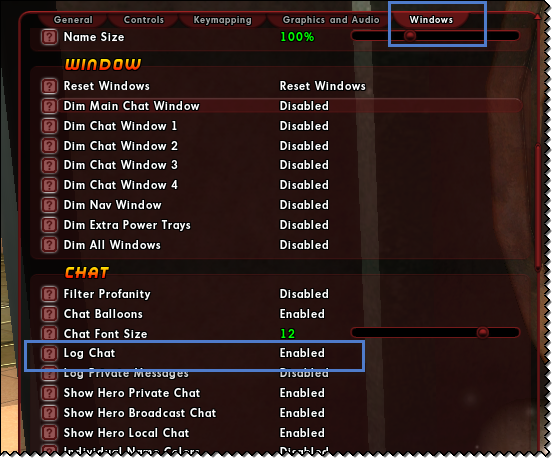 General Controls Keymapping Graphics and Audio Windows
? Name Size 100%
WINDOW
? Reset Windows Reset Windows
? Dim Main Chat Window Disabled
? Dim Chat Window 1 Disabled
? Dim Chat Window 2 Disabled
? Dim Chat Window 3 Disabled
? Dim Chat Window 4 Disabled
? Dim Nav Window Disabled
? Dim Extra Power Trays Disabled
? Dim All Windows Disabled
CHAT
? Filter Profanity Disabled
? Chat Balloons Enabled
? Chat Font Size 12
? Log Chat Enabled
? Log Private Messages Disabled
? Show Hero Private Chat Enabled
? Show Hero Broadcast Chat Enabled
? Show Hero Local Chat Enabled
? Individual Name Colors Disabled